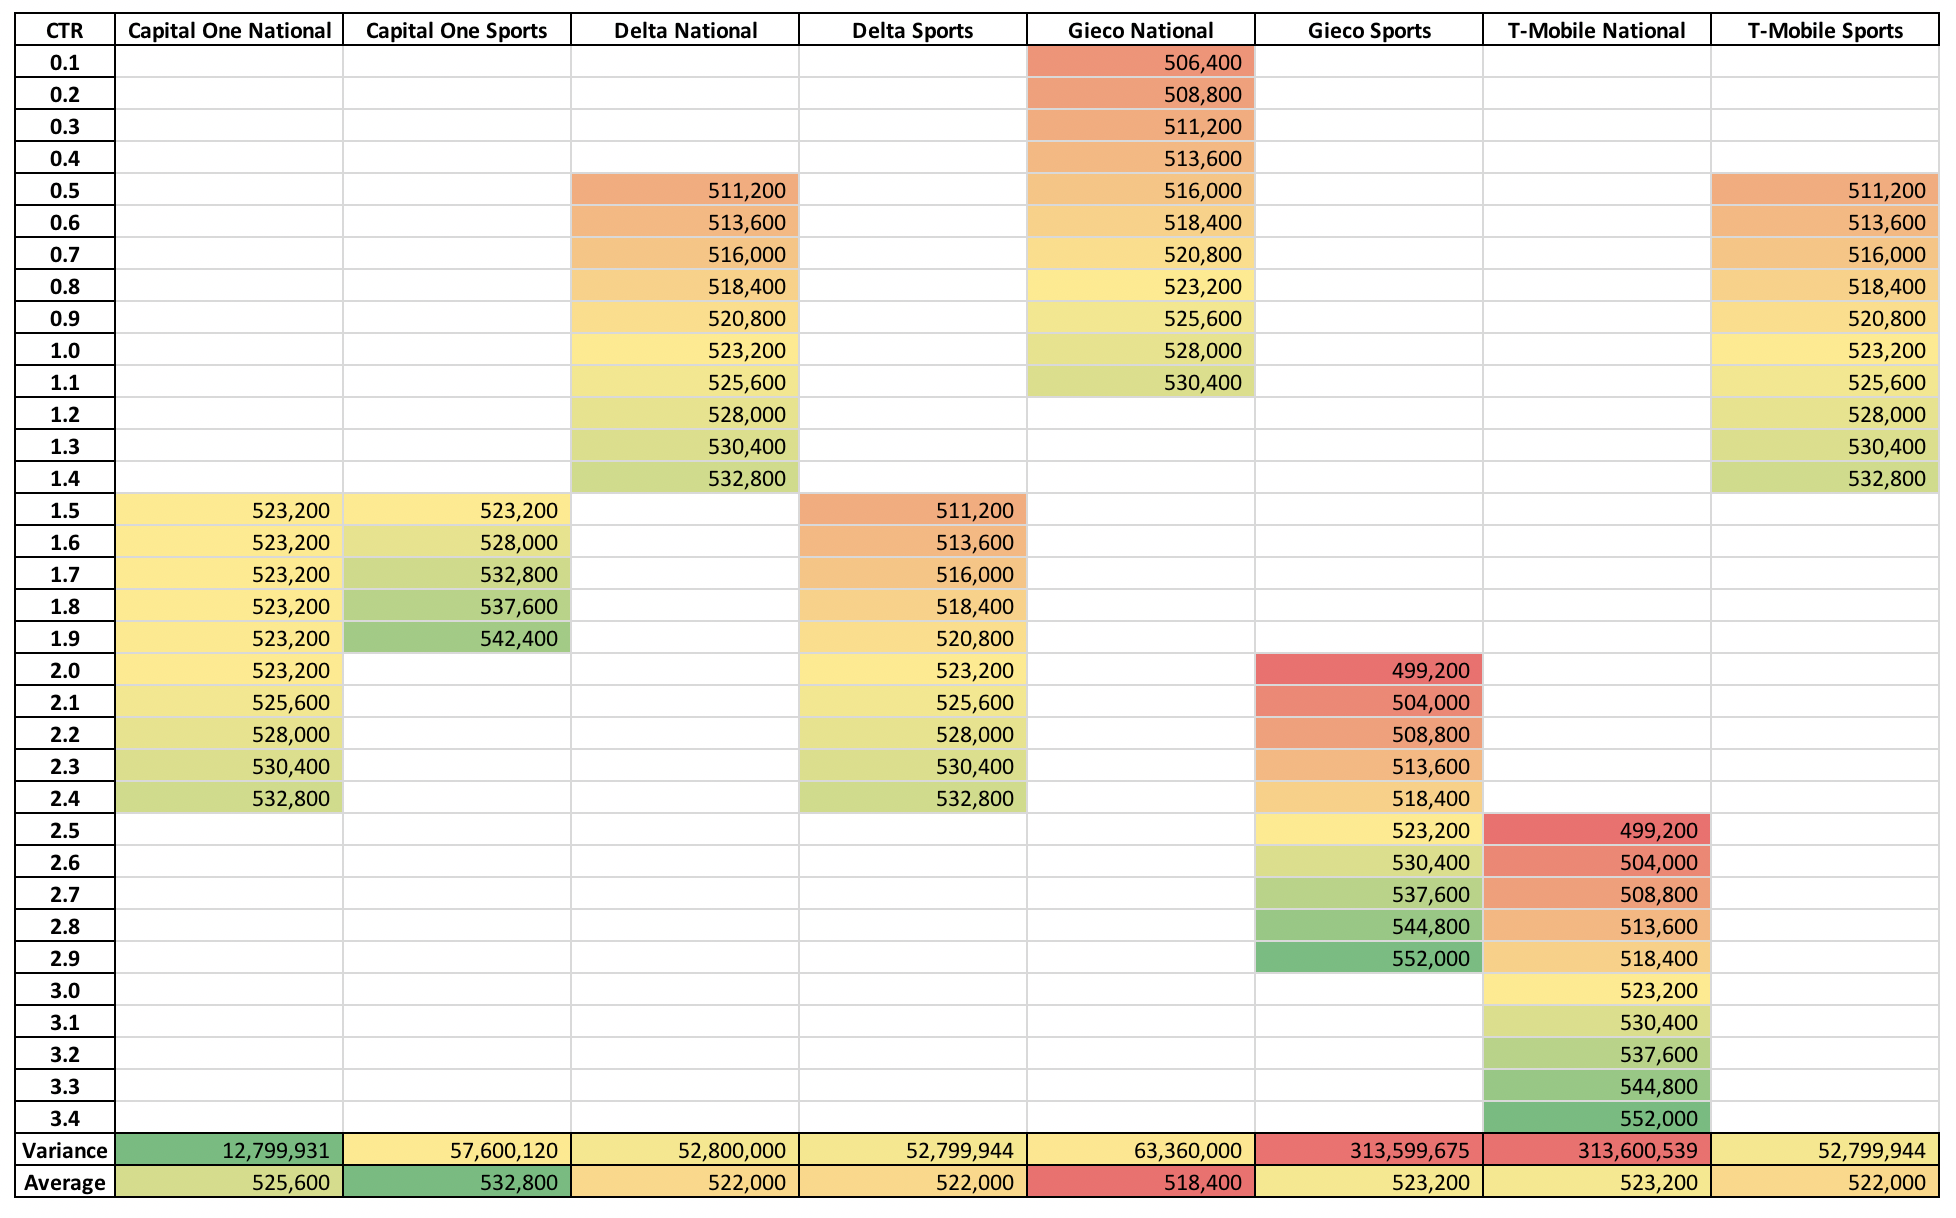 CTR Capital One National Capital One Sports Delta National Delta Sports Gieco National Gieco Sports T-Mobile National T-Mobile Sports
0.1 506,400
0.2 508,800
0.3 511,200
0.4 513,600
0.5 511,200 516,000 511,200
0.6 513,600 518,400 513,600
0.7 516,000 520,800 516,000
0.8 518,400 523,200 518,400
0.9 520,800 525,600 520,800
1.0 523,200 528,000 523,200
1.1 525,600 530,400 525,600
1.2 528,000 528,000
1.3 530,400 530,400
1.4 532,800 532,800
1.5 523,200 523,200 511,200
1.6 523,200 528,000 513,600
1.7 523,200 532,800 516,000
1.8 523,200 537,600 518,400
1.9 523,200 542,400 520,800
2.0 523,200 523,200 499,200
2.1 525,600 525,600 504,000
2.2 528,000 528,000 508,800
2.3 530,400 530,400 513,600
2.4 532,800 532,800 518,400
2.5 523,200 499,200
2.6 530,400 504,000
2.7 537,600 508,800
2.8 544,800 513,600
2.9 552,000 518,400
3.0 523,200
3.1 530,400
3.2 537,600
3.3 544,800
3.4 552,000
Variance 12,799,931 57,600,120 52,800,000 52,799,944 63,360,000 313,599,675 313,600,539 52,799,944
Average 525,600 532,800 522,000 522,000 518,400 523,200 523,200 522,000